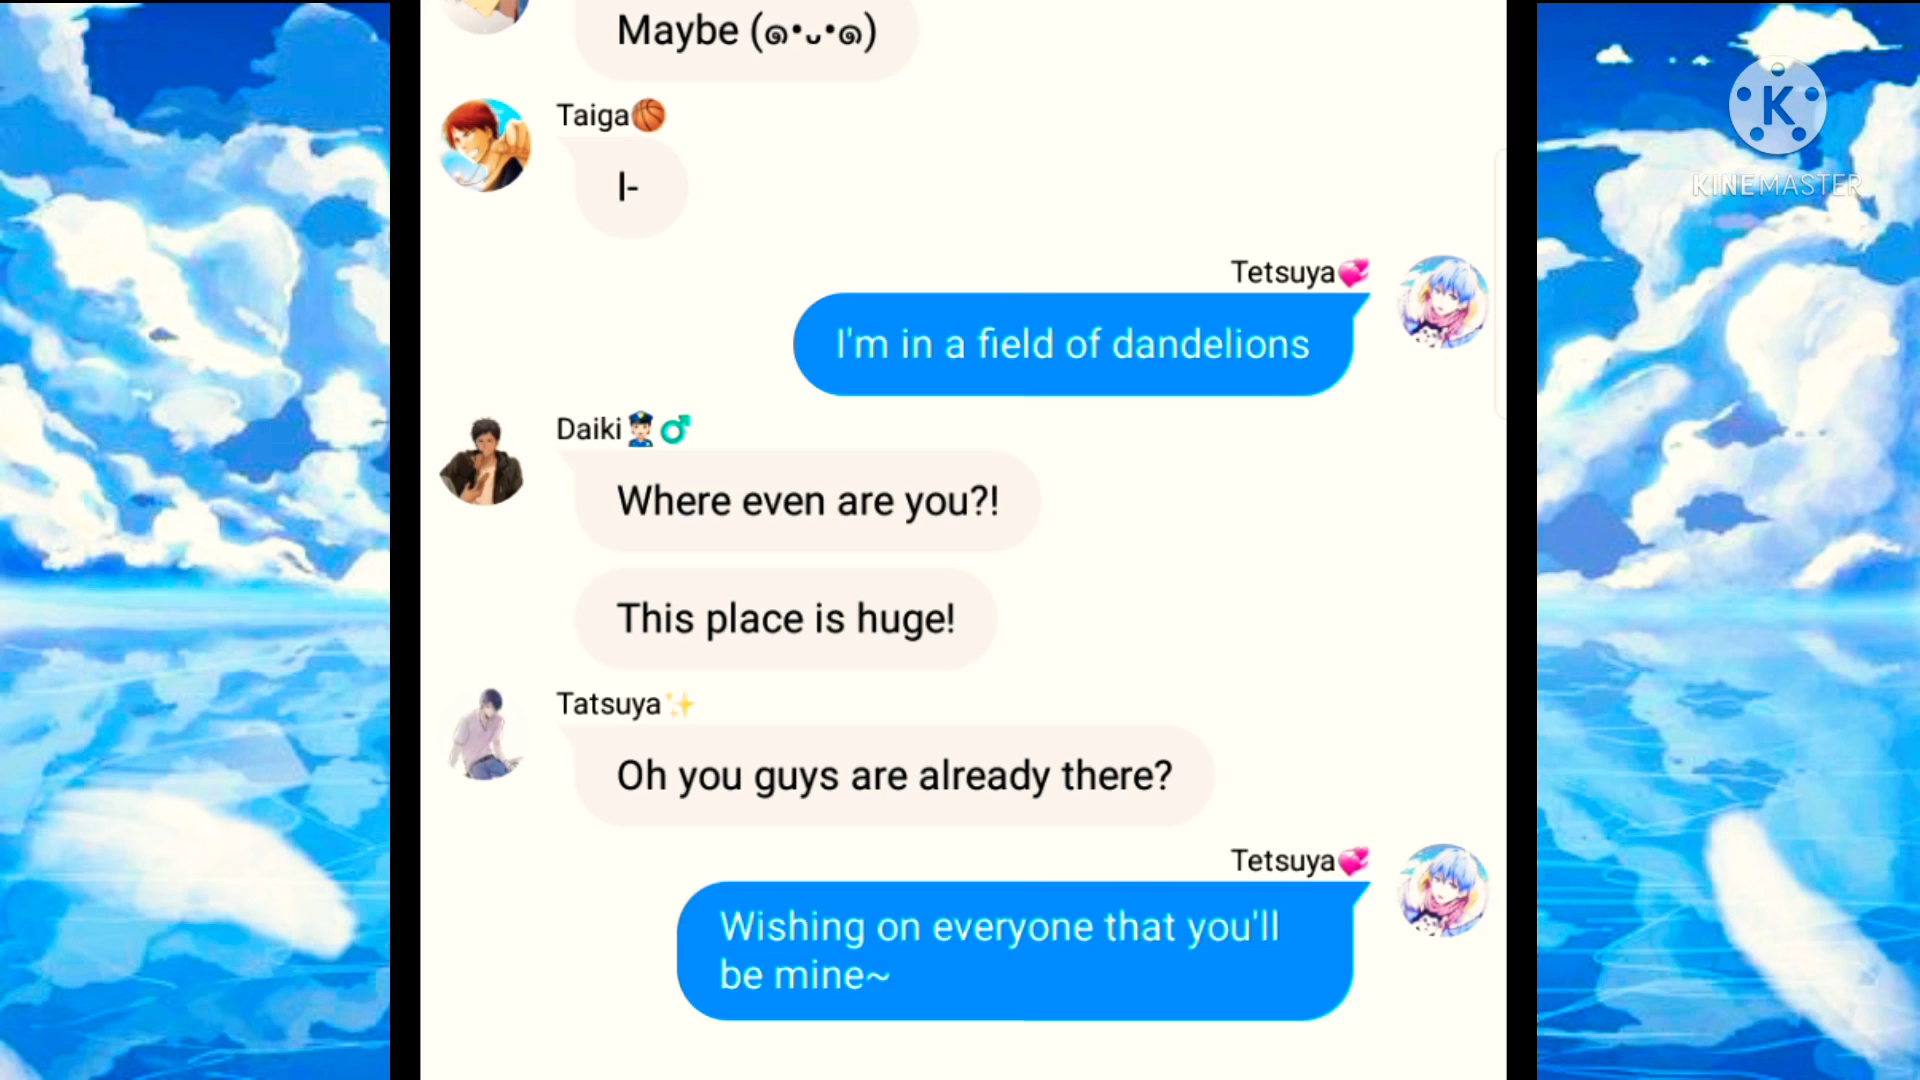 Maybe (๑•ᴗ•๑)
Taiga🏀
I-
Tetsuya💞
I'm in a field of dandelions
Daiki👮🏻♂
Where even are you?!
This place is huge!
Tatsuya✨
Oh you guys are already there?
Tetsuya💞
Wishing on everyone that you'll
be mine~
K
KINEMASTER